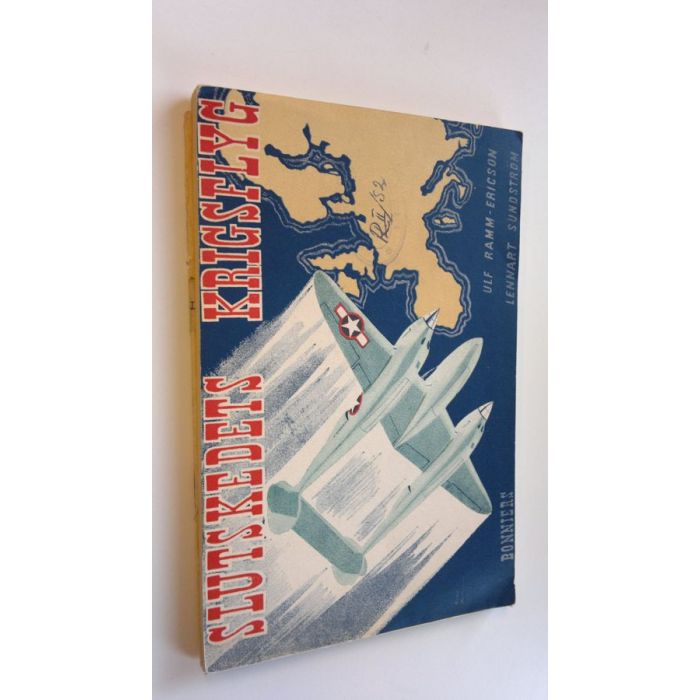 SLUTSKEDETS KRIGSFLYG
ULF RAMM-ERICSON
LENNART SUNDSTRÖM
BONNIERS